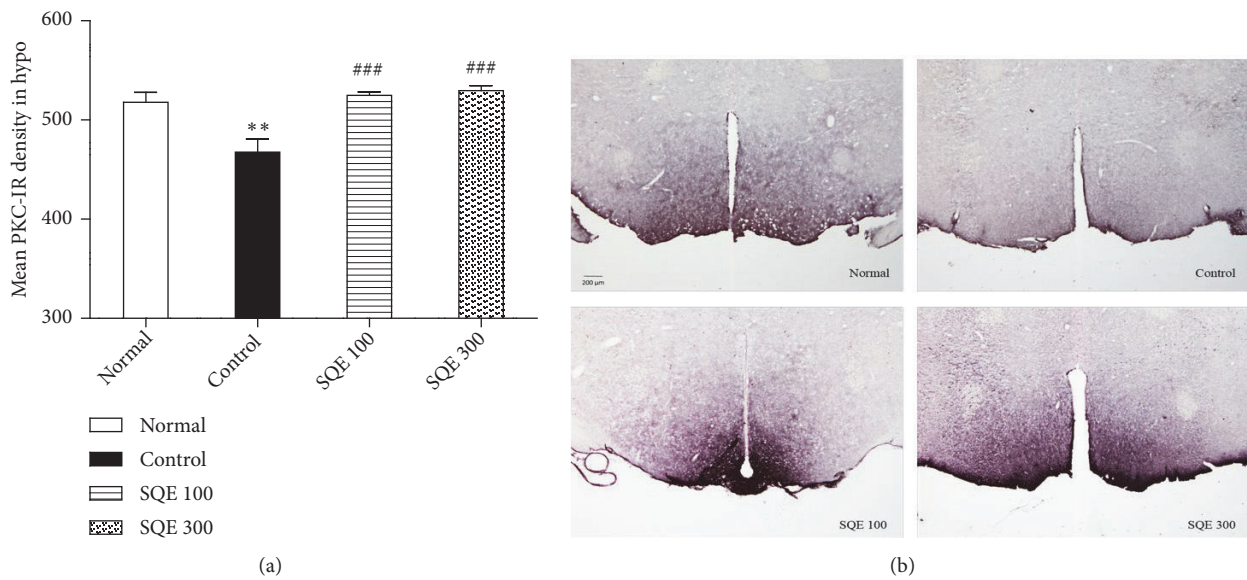 600
500
400
300
Mean PKC-IR density in hypo
**
###
###
Normal
Control
SQE 100
SQE 300
Normal
Control
SQE 100
SQE 300
(a)
200 μm
Normal
Control
SQE 100
SQE 300
(b)